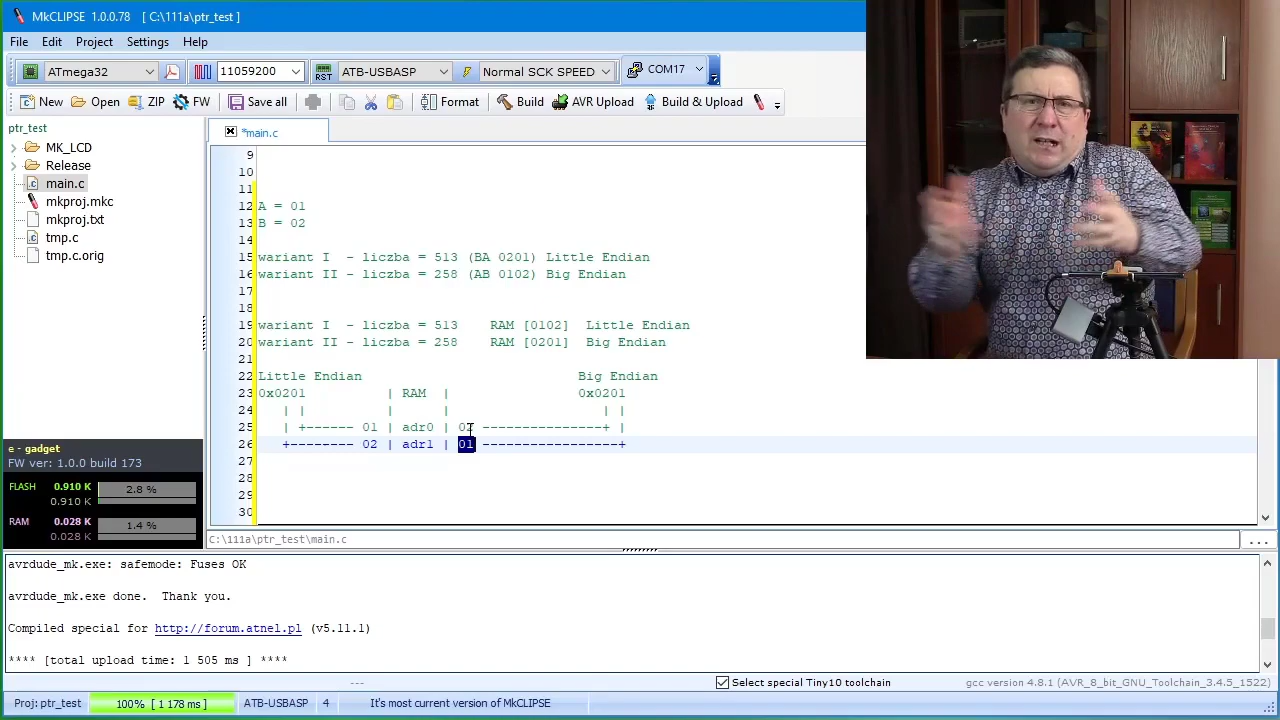 MkCLIPSE 1.0.0.78 [ C:\111a\ptr_test ]
File Edit Project Settings Help
ATmega32 11059200 RST ATB-USBASP Normal SCK SPEED COM17
New Open ZIP FW Save all Format Build AVR Upload Build & Upload
ptr_test
MK_LCD
Release
main.c
mkproj.mkc
mkproj.txt
tmp.c
tmp.c.orig
*main.c
9
10
11
12 A = 01
13 B = 02
14
15 wariant I  - liczba = 513 (BA 0201) Little Endian
16 wariant II - liczba = 258 (AB 0102) Big Endian
17
18
19 wariant I  - liczba = 513    RAM [0102]  Little Endian
20 wariant II - liczba = 258    RAM [0201]  Big Endian
21
22 Little Endian                           Big Endian
23 0x0201          | RAM  |                0x0201
24    | |          |      |                   | |
25    | +------ 01 | adr0 | 02 ---------------+ |
26    +-------- 02 | adr1 | 01 -----------------+
27
28
29
30
e - gadget
FW ver: 1.0.0 build 173
FLASH 0.910 K 2.8 %
0.910 K
RAM 0.028 K 1.4 %
0.028 K
C:\111a\ptr_test\main.c ...
avrdude_mk.exe: safemode: Fuses OK
avrdude_mk.exe done.  Thank you.
Compiled special for http://forum.atnel.pl (v5.11.1)
**** [total upload time: 1 505 ms ] ****
--- Select special Tiny10 toolchain gcc version 4.8.1 (AVR_8_bit_GNU_Toolchain_3.4.5_1522)
Proj: ptr_test 100% [ 1 178 ms ] ATB-USBASP 4 It's most current version of MkCLIPSE